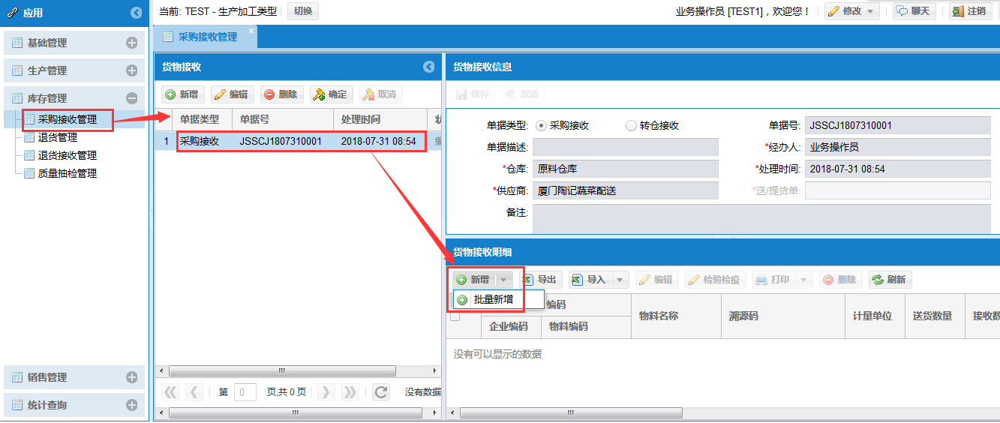 应用
当前: TEST - 生产加工类型 切换
业务操作员 [TEST1]，欢迎您！ 修改 聊天 注销
基础管理
生产管理
库存管理
采购接收管理
退货管理
退货接收管理
质量抽检管理
销售管理
统计查询
采购接收管理
货物接收
新增 编辑 删除 确定 取消
单据类型 单据号 处理时间
1 采购接收 JSSCJ1807310001 2018-07-31 08:54 编
第 0 页,共 0 页 没有数据
货物接收信息
保存 取消
单据类型: 采购接收 转仓接收 单据号: JSSCJ1807310001
单据描述: *经办人: 业务操作员
*仓库: 原料仓库 *处理时间: 2018-07-31 08:54
*供应商: 厦门陶记蔬菜配送 *送/提货单:
备注:
货物接收明细
新增 导出 导入 编辑 检验检疫 打印 删除 刷新
批量新增
编码 物料名称 溯源码 计量单位 送货数量 接收数
企业编码 物料编码
没有可以显示的数据